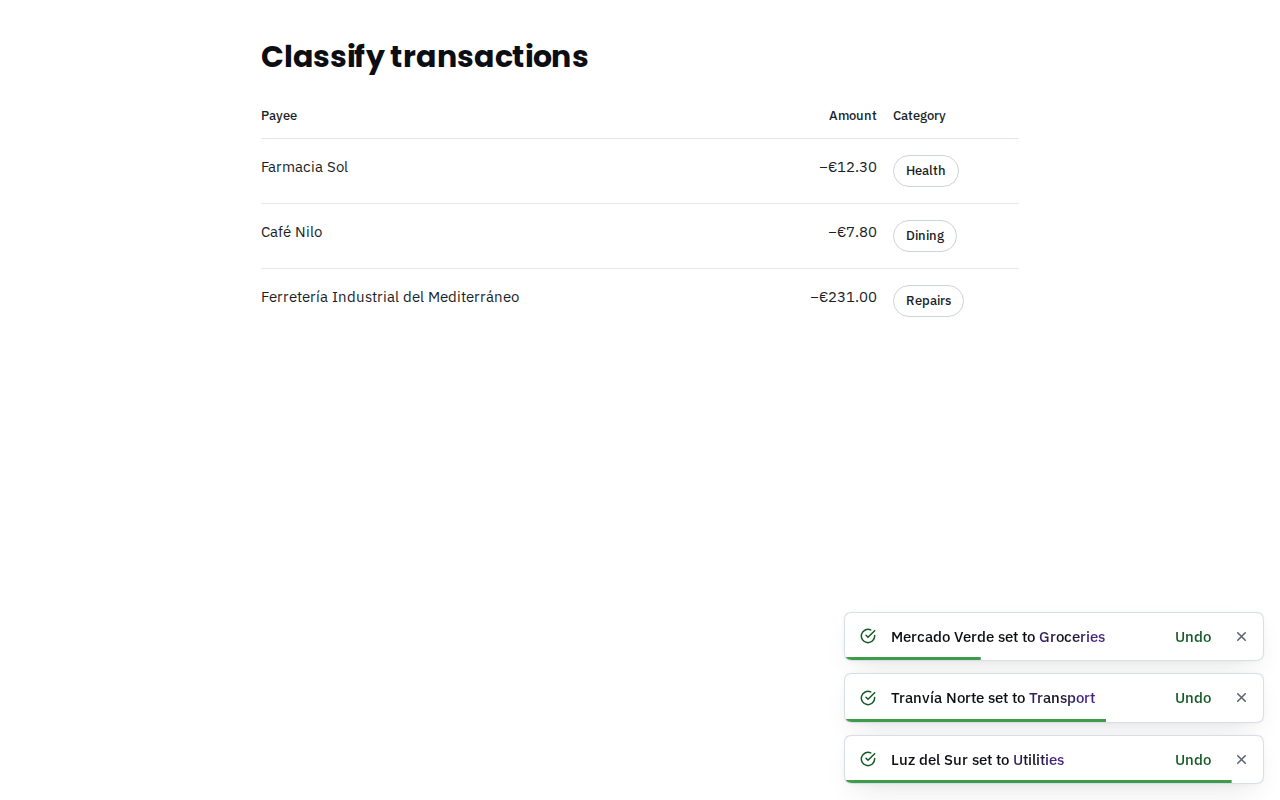 Classify transactions
Payee Amount Category
Farmacia Sol −€12.30 Health
Café Nilo −€7.80 Dining
Ferretería Industrial del Mediterráneo −€231.00 Repairs
Mercado Verde set to Groceries Undo
Tranvía Norte set to Transport Undo
Luz del Sur set to Utilities Undo